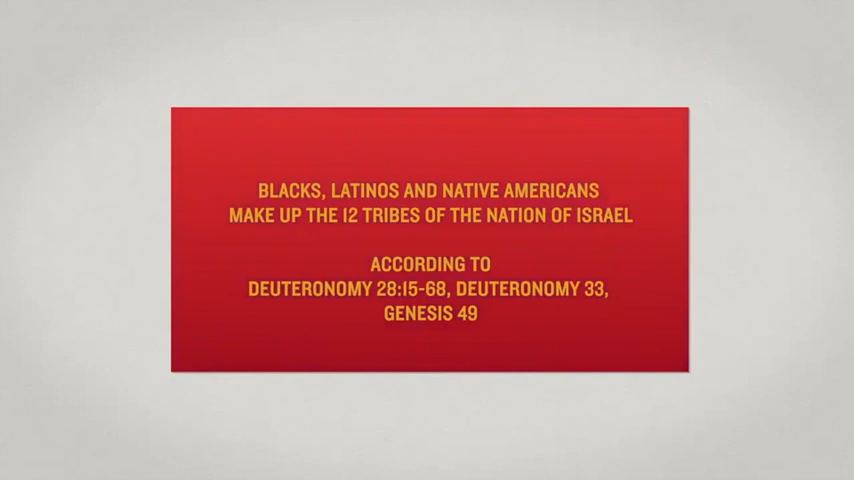 BLACKS, LATINOS AND NATIVE AMERICANS
MAKE UP THE 12 TRIBES OF THE NATION OF ISRAEL
ACCORDING TO
DEUTERONOMY 28:15-68, DEUTERONOMY 33,
GENESIS 49